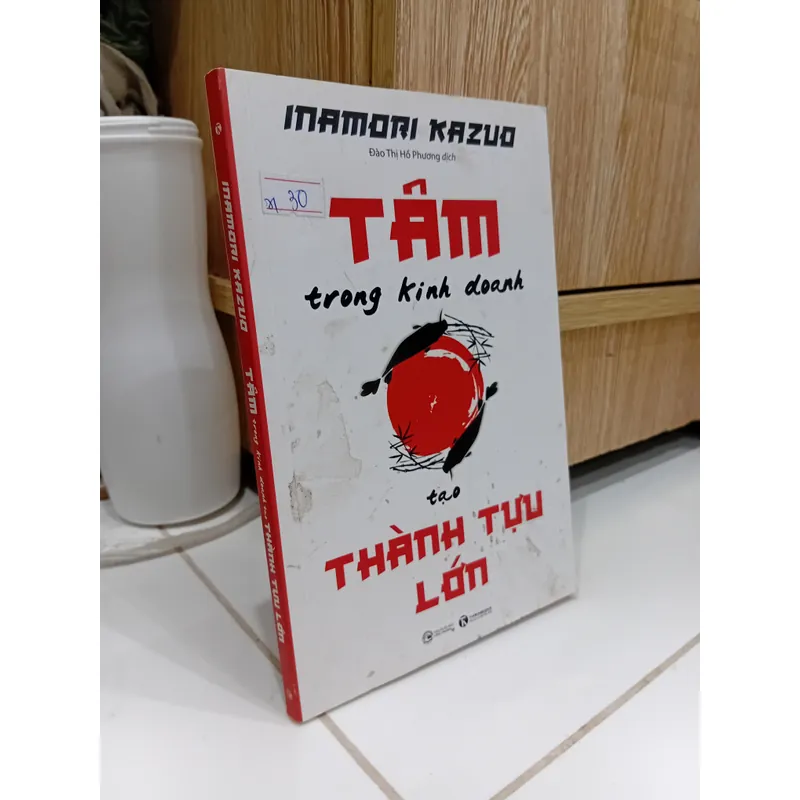 INAMORI KAZUO
Đào Thị Hồ Phương dịch
30
TÂM
trong kinh doanh
tạo
THÀNH TỰU
LỚN
INAMORI KAZUO TÂM trong kinh doanh tạo THÀNH TỰU LỚN